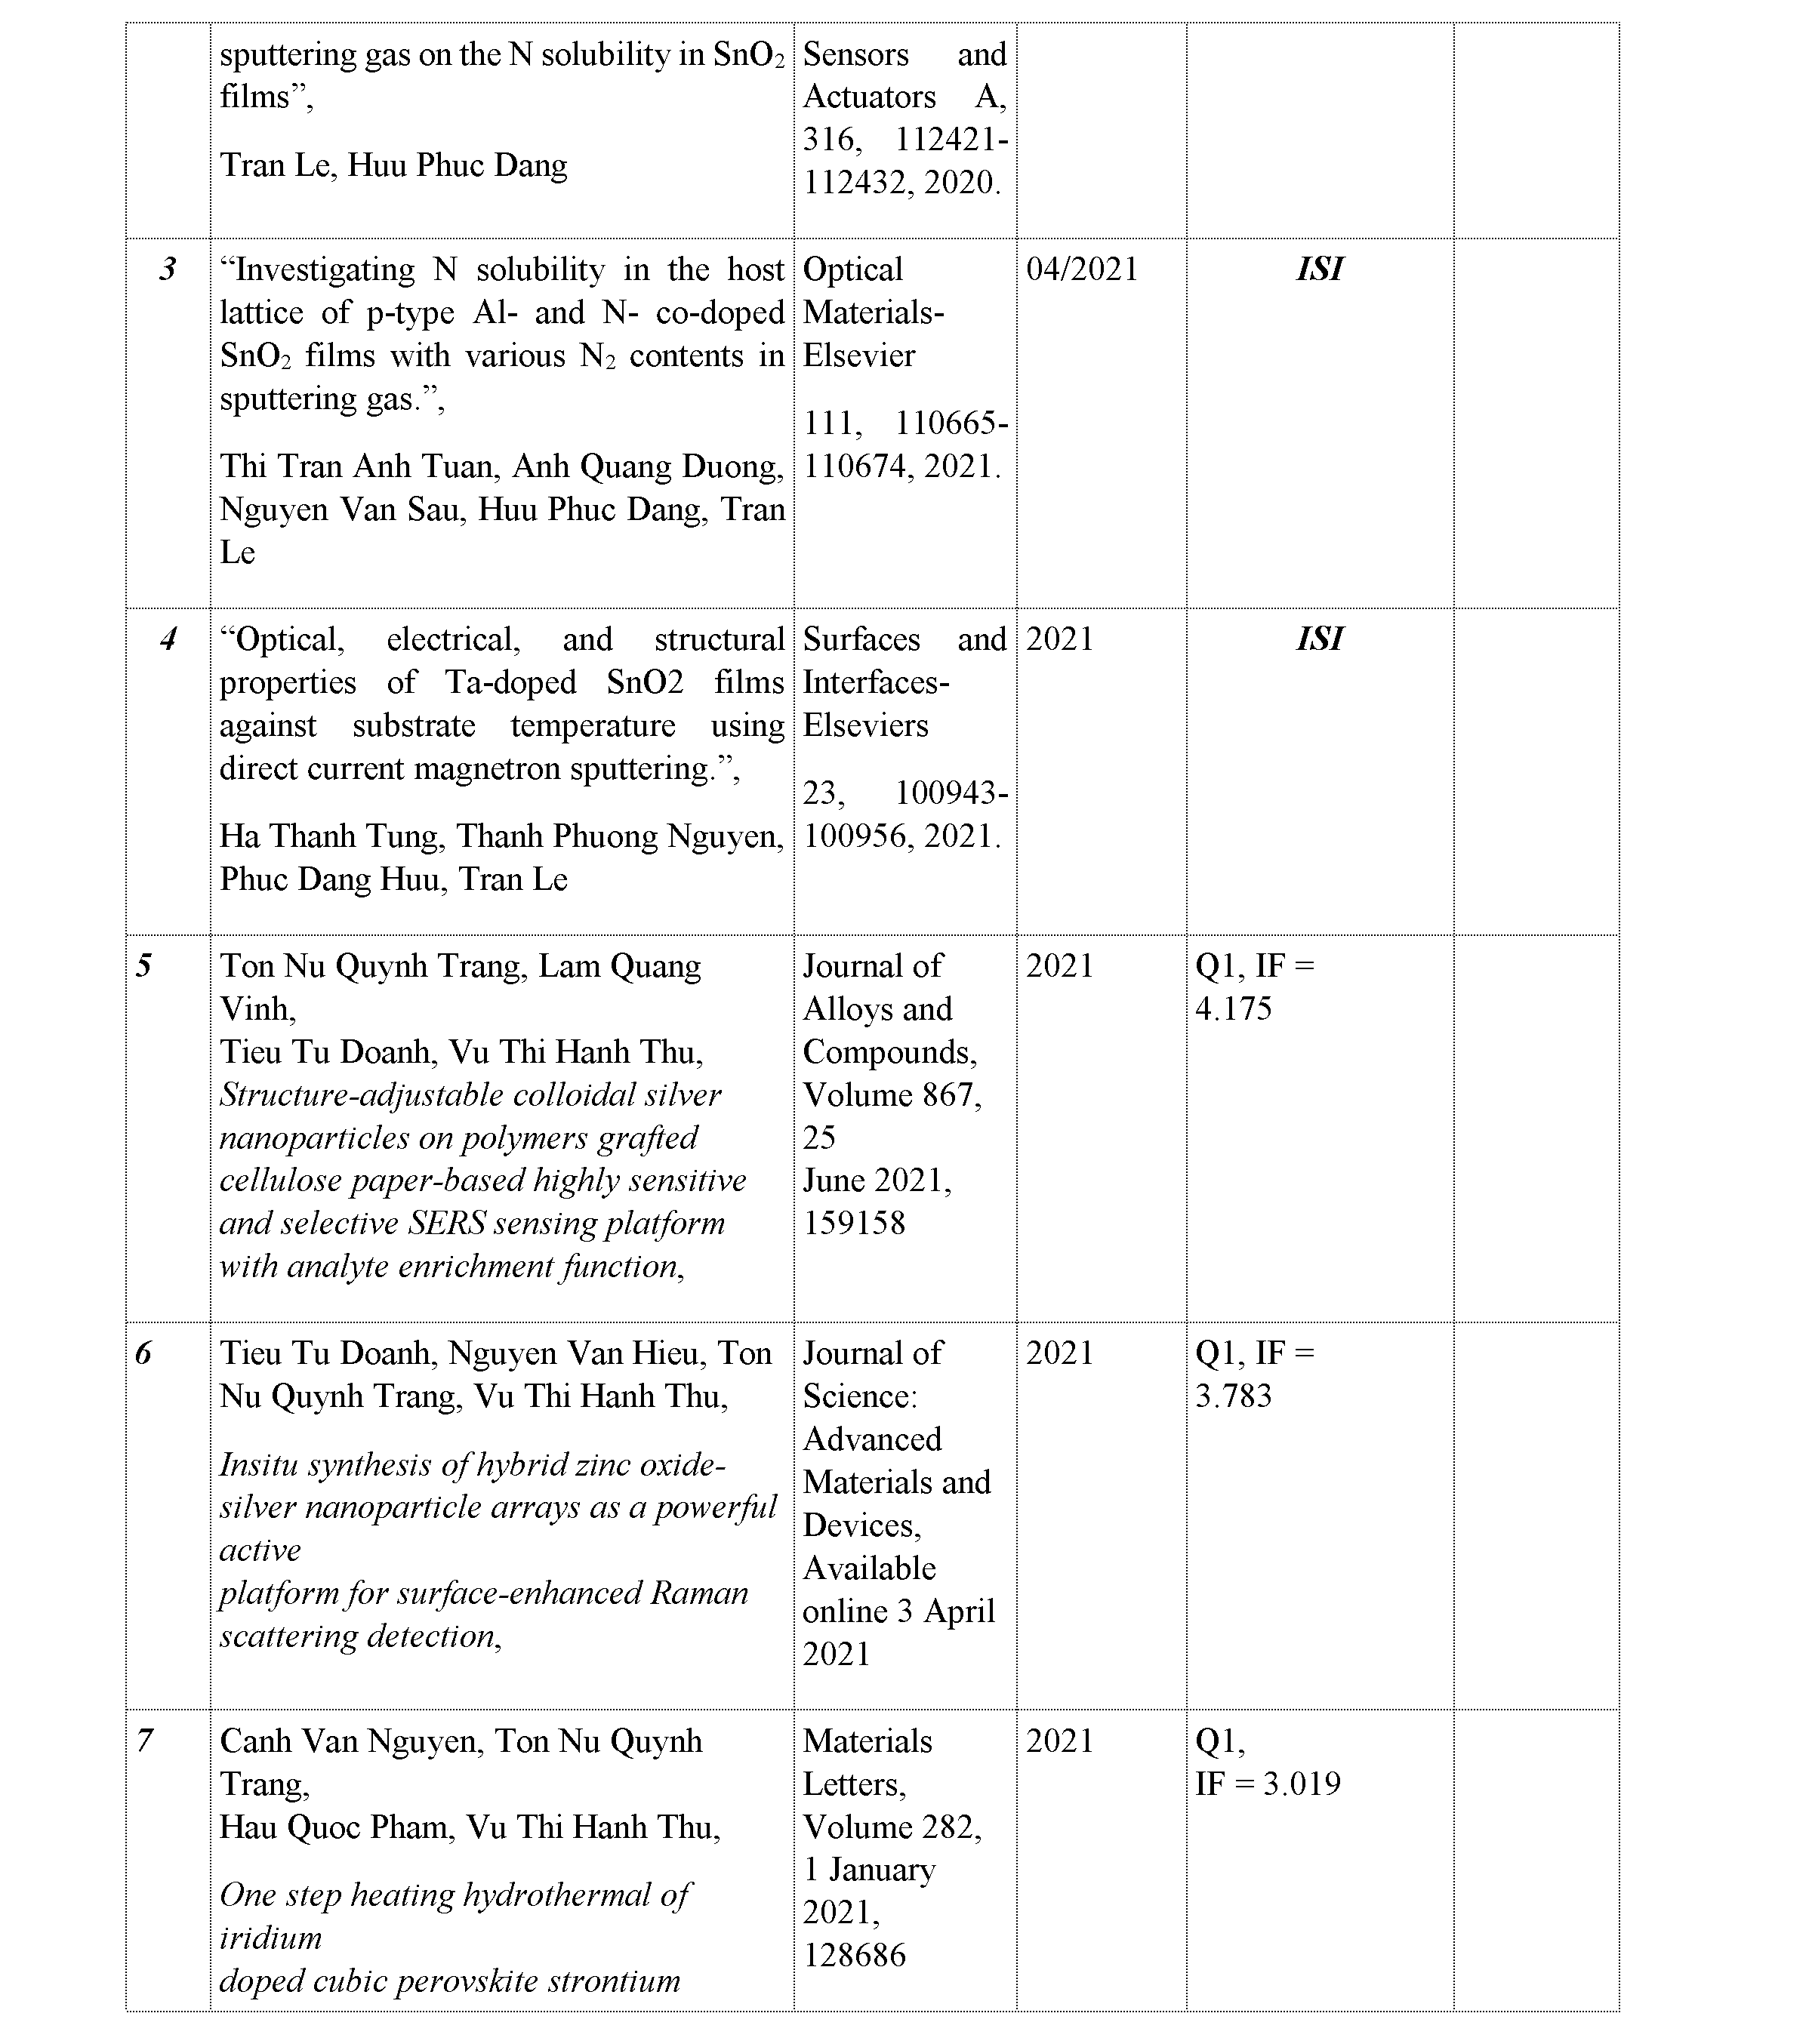 sputtering gas on the N solubility in SnO₂
films”,
Tran Le, Huu Phuc Dang
Sensors and
Actuators A,
316, 112421-
112432, 2020.
3
“Investigating N solubility in the host
lattice of p-type Al- and N- co-doped
SnO₂ films with various N₂ contents in
sputtering gas.”,
Thi Tran Anh Tuan, Anh Quang Duong,
Nguyen Van Sau, Huu Phuc Dang, Tran
Le
Optical
Materials-
Elsevier
111, 110665-
110674, 2021.
04/2021
ISI
4
“Optical, electrical, and structural
properties of Ta-doped SnO2 films
against substrate temperature using
direct current magnetron sputtering.”,
Ha Thanh Tung, Thanh Phuong Nguyen,
Phuc Dang Huu, Tran Le
Surfaces and
Interfaces-
Elseviers
23, 100943-
100956, 2021.
2021
ISI
5
Ton Nu Quynh Trang, Lam Quang
Vinh,
Tieu Tu Doanh, Vu Thi Hanh Thu,
Structure-adjustable colloidal silver
nanoparticles on polymers grafted
cellulose paper-based highly sensitive
and selective SERS sensing platform
with analyte enrichment function,
Journal of
Alloys and
Compounds,
Volume 867,
25
June 2021,
159158
2021
Q1, IF =
4.175
6
Tieu Tu Doanh, Nguyen Van Hieu, Ton
Nu Quynh Trang, Vu Thi Hanh Thu,
Insitu synthesis of hybrid zinc oxide-
silver nanoparticle arrays as a powerful
active
platform for surface-enhanced Raman
scattering detection,
Journal of
Science:
Advanced
Materials and
Devices,
Available
online 3 April
2021
2021
Q1, IF =
3.783
7
Canh Van Nguyen, Ton Nu Quynh
Trang,
Hau Quoc Pham, Vu Thi Hanh Thu,
One step heating hydrothermal of
iridium
doped cubic perovskite strontium
Materials
Letters,
Volume 282,
1 January
2021,
128686
2021
Q1,
IF = 3.019